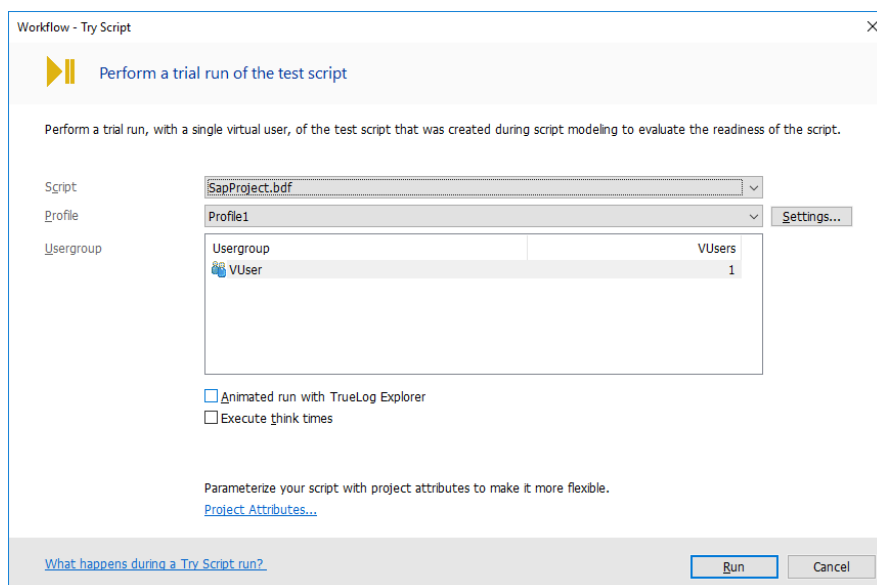 Workflow - Try Script
Perform a trial run of the test script
Perform a trial run, with a single virtual user, of the test script that was created during script modeling to evaluate the readiness of the script.
Script SapProject.bdf
Profile Profile1 Settings...
Usergroup Usergroup VUsers
VUser 1
Animated run with TrueLog Explorer
Execute think times
Parameterize your script with project attributes to make it more flexible.
Project Attributes...
What happens during a Try Script run? Run Cancel